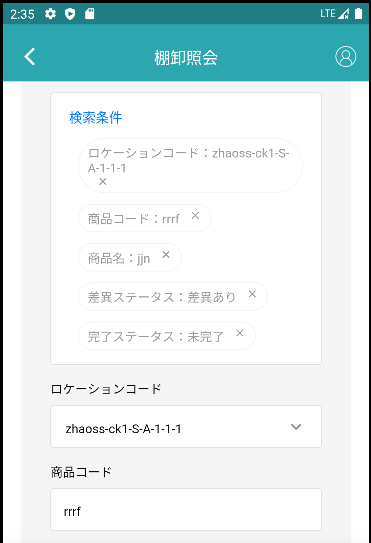 2:35
LTE
棚卸照会
検索条件
ロケーションコード：zhaoss-ck1-S-
A-1-1-1
×
商品コード：rrrf ×
商品名：jjn ×
差異ステータス：差異あり ×
完了ステータス：未完了 ×
ロケーションコード
zhaoss-ck1-S-A-1-1-1
商品コード
rrrf